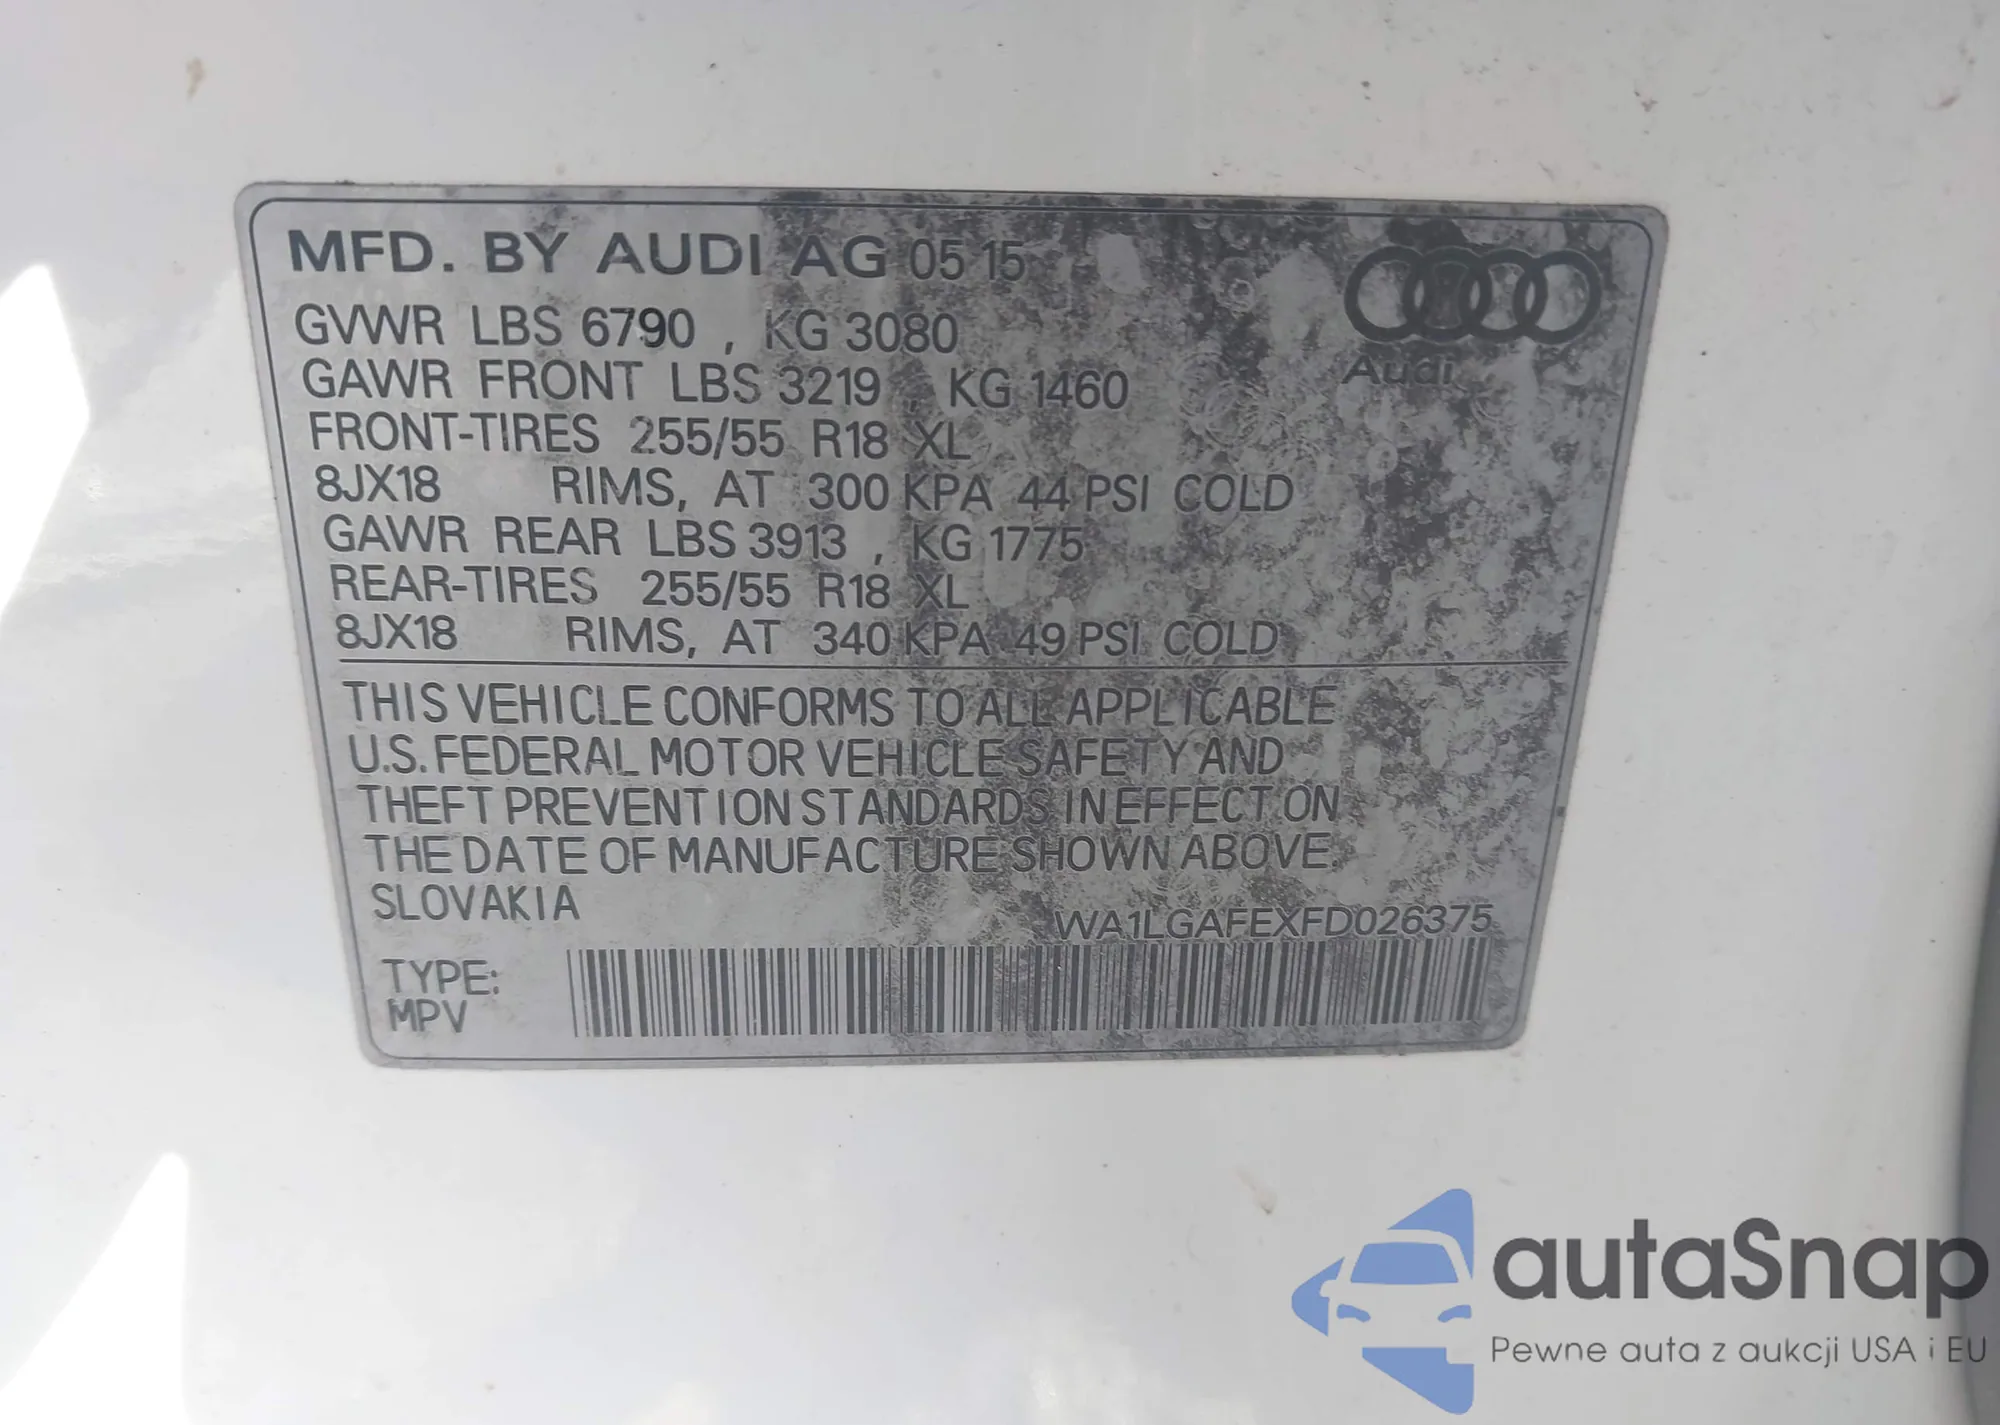 MFD. BY AUDI AG 05 15
GVWR LBS 6790 , KG 3080
GAWR FRONT LBS 3219 , KG 1460
FRONT-TIRES 255/55 R18 XL
8JX18 RIMS, AT 300 KPA 44 PSI COLD
GAWR REAR LBS 3913 , KG 1775
REAR-TIRES 255/55 R18 XL
8JX18 RIMS, AT 340 KPA 49 PSI COLD
Audi
THIS VEHICLE CONFORMS TO ALL APPLICABLE
U.S. FEDERAL MOTOR VEHICLE SAFETY AND
THEFT PREVENTION STANDARDS IN EFFECT ON
THE DATE OF MANUFACTURE SHOWN ABOVE.
SLOVAKIA
WA1LGAFEXFD026375
TYPE:
MPV
autaSnap
Pewne auta z aukcji USA i EU